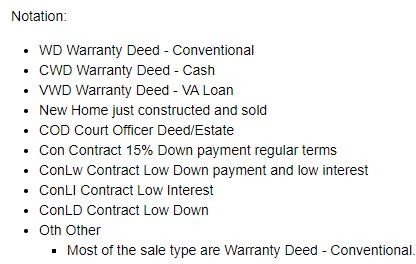 Notation:
WD Warranty Deed - Conventional
CWD Warranty Deed - Cash
VWD Warranty Deed - VA Loan
New Home just constructed and sold
COD Court Officer Deed/Estate
Con Contract 15% Down payment regular terms
ConLw Contract Low Down payment and low interest
ConLI Contract Low Interest
ConLD Contract Low Down
Oth Other
Most of the sale type are Warranty Deed - Conventional.